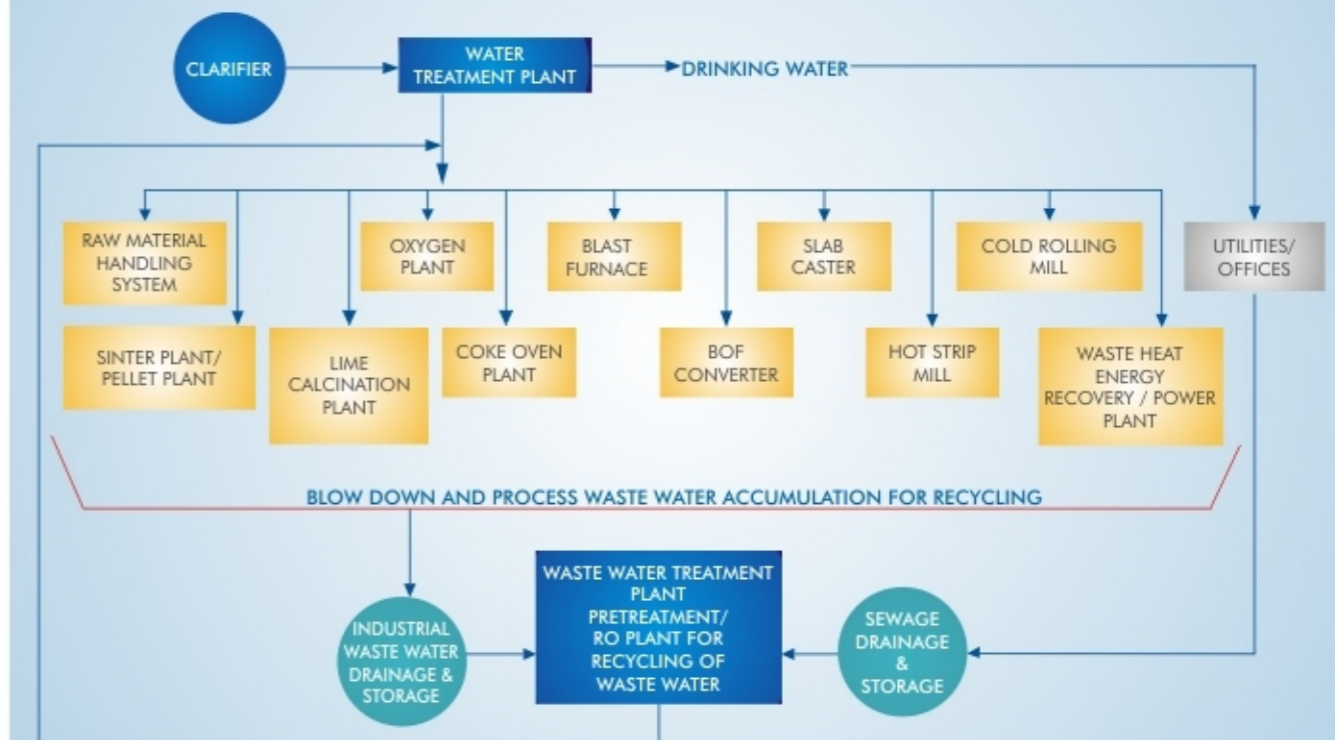 CLARIFIER
WATER
TREATMENT PLANT
DRINKING WATER
RAW MATERIAL
HANDLING
SYSTEM
OXYGEN
PLANT
BLAST
FURNACE
SLAB
CASTER
COLD ROLLING
MILL
UTILITIES/
OFFICES
SINTER PLANT/
PELLET PLANT
LIME
CALCINATION
PLANT
COKE OVEN
PLANT
BOF
CONVERTER
HOT STRIP
MILL
WASTE HEAT
ENERGY
RECOVERY / POWER
PLANT
BLOW DOWN AND PROCESS WASTE WATER ACCUMULATION FOR RECYCLING
INDUSTRIAL
WASTE WATER
DRAINAGE &
STORAGE
WASTE WATER TREATMENT
PLANT
PRETREATMENT/
RO PLANT FOR
RECYCLING OF
WASTE WATER
SEWAGE
DRAINAGE
&
STORAGE